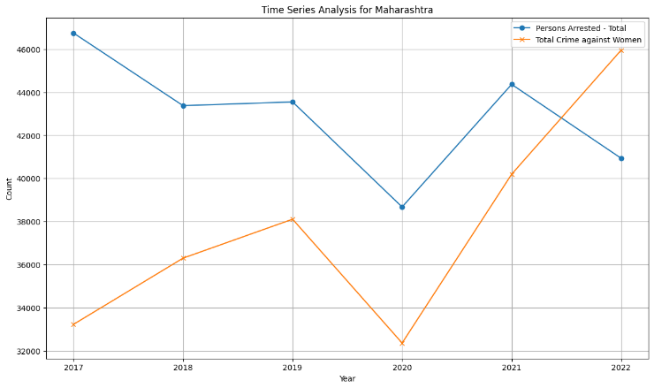 Time Series Analysis for Maharashtra
Persons Arrested - Total
Total Crime against Women
46000
44000
42000
40000
38000
36000
34000
32000
Count
2017 2018 2019 2020 2021 2022
Year